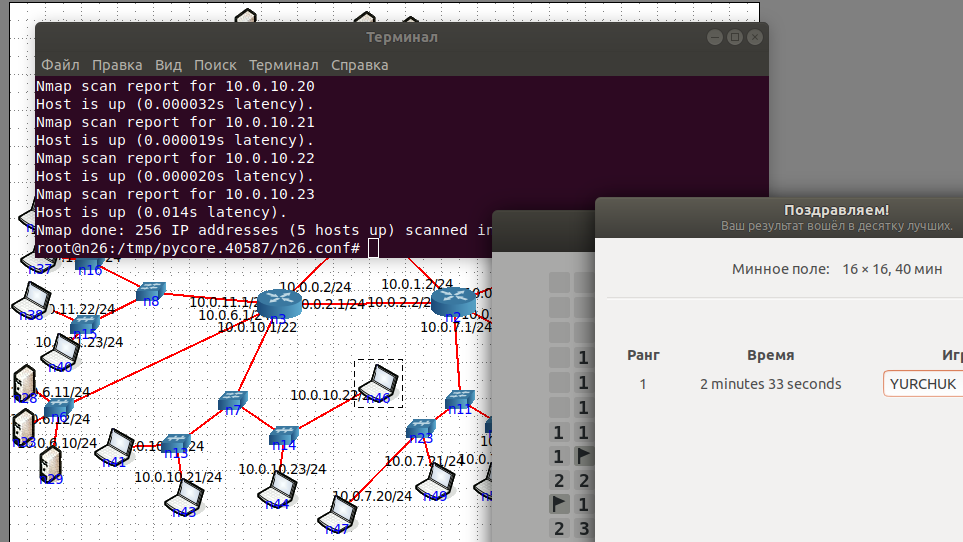 Терминал
Файл Правка Вид Поиск Терминал Справка
Nmap scan report for 10.0.10.20
Host is up (0.000032s latency).
Nmap scan report for 10.0.10.21
Host is up (0.000019s latency).
Nmap scan report for 10.0.10.22
Host is up (0.000020s latency).
Nmap scan report for 10.0.10.23
Host is up (0.014s latency).
Nmap done: 256 IP addresses (5 hosts up) scanned in
root@n26:/tmp/pycore.40587/n26.conf#
Поздравляем!
Ваш результат вошёл в десятку лучших.
Минное поле: 16 × 16, 40 мин
Ранг Время Игр
1 2 minutes 33 seconds YURCHUK
n37
n16
n8
n38
.11.22/24
n15
n40
.23/24
10.0.11.1/24
10.0.0.2/24
10.0.2.1/24
10.0.2.2/24
10.0.1.2/24
n3
10.0.6.1/24
10.0.10.1/22
n2
10.0.7.1/24
n28
.6.11/24
n6
.6.10/24
n29
n7
10.0.10.22/24
n46
n11
n41
n13
n14
n23
10.0.10.21/24
n43
10.0.10.23/24
n44
10.0.7.20/24
n47
10.0.7.21/24
n49
1
1
1 1
1
2 2
1
2 3